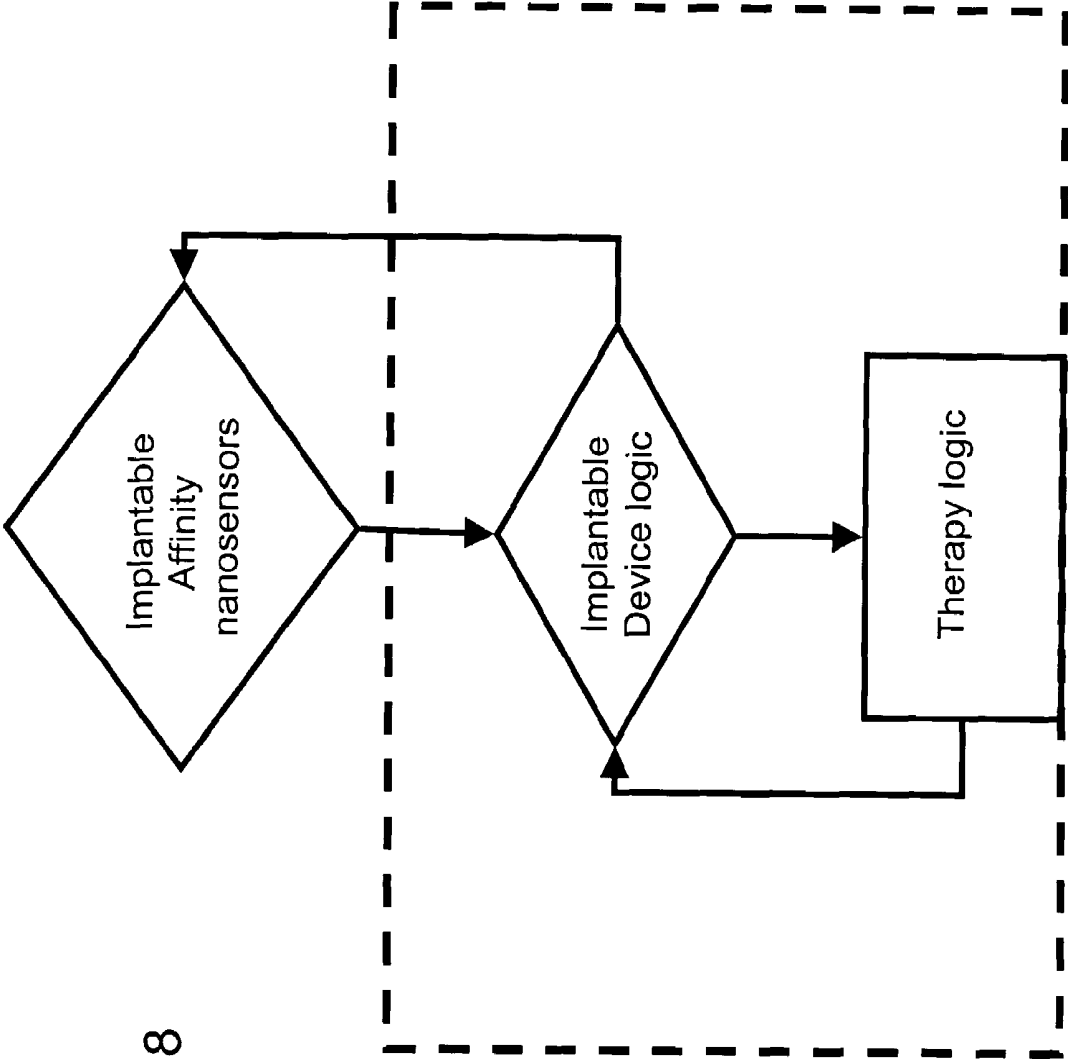 8
Implantable
Affinity
nanosensors
Implantable
Device logic
Therapy logic